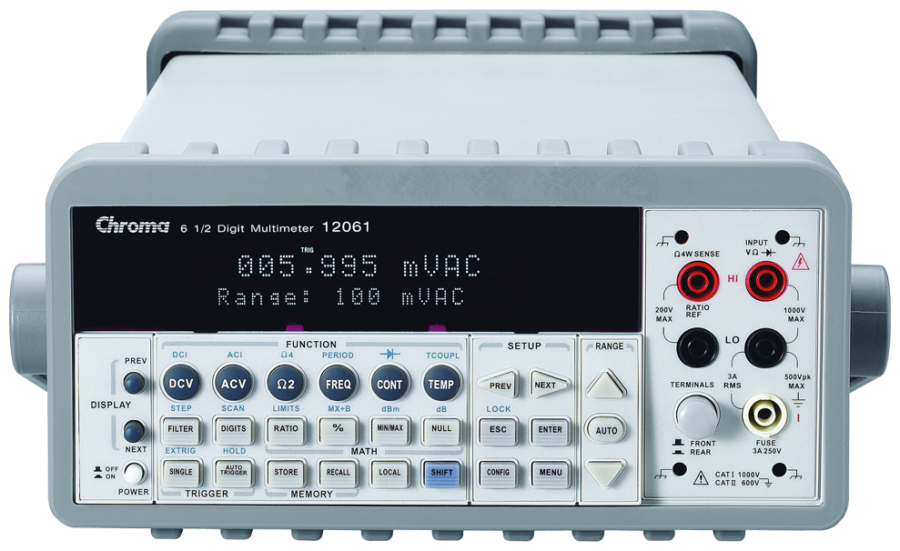 Chroma 6 1/2 Digit Multimeter 12061
TRIG
005.995 mVAC
Range: 100 mVAC
FUNCTION
DCI ACI Ω4 PERIOD TCOUPL
DCV ACV Ω2 FREQ CONT TEMP
STEP SCAN LIMITS MX+B dBm dB
FILTER DIGITS RATIO % MIN/MAX NULL
EXTRIG HOLD MATH
SINGLE AUTO TRIGGER STORE RECALL LOCAL SHIFT
TRIGGER MEMORY
PREV
DISPLAY
NEXT
OFF
ON
POWER
SETUP
PREV NEXT
LOCK
ESC ENTER
CONFIG MENU
RANGE
AUTO
Ω4W SENSE
INPUT
VΩ
HI
200V
MAX
RATIO
REF
1000V
MAX
LO
3A
RMS
500Vpk
MAX
TERMINALS
I
FRONT
REAR
FUSE
3A 250V
CAT I 1000V
CAT II 600V